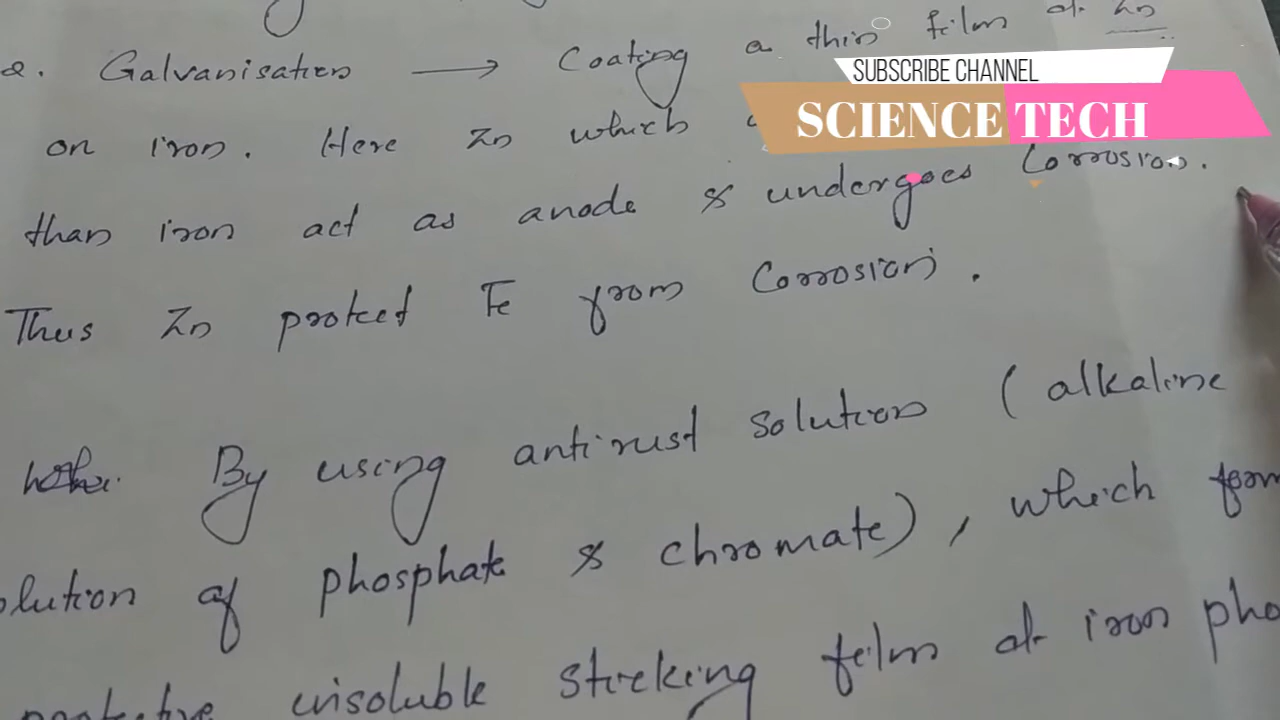 2. Galvanisation → Coating a thin film of Zn
SUBSCRIBE CHANNEL
SCIENCE TECH
on iron. Here Zn which
than iron act as anode & undergoes Corrosion.
Thus Zn protect Fe from Corrosion.
By using antirust solution (alkaline
olution of phosphate & chromate), which form
protective insoluble sticking film of iron pho